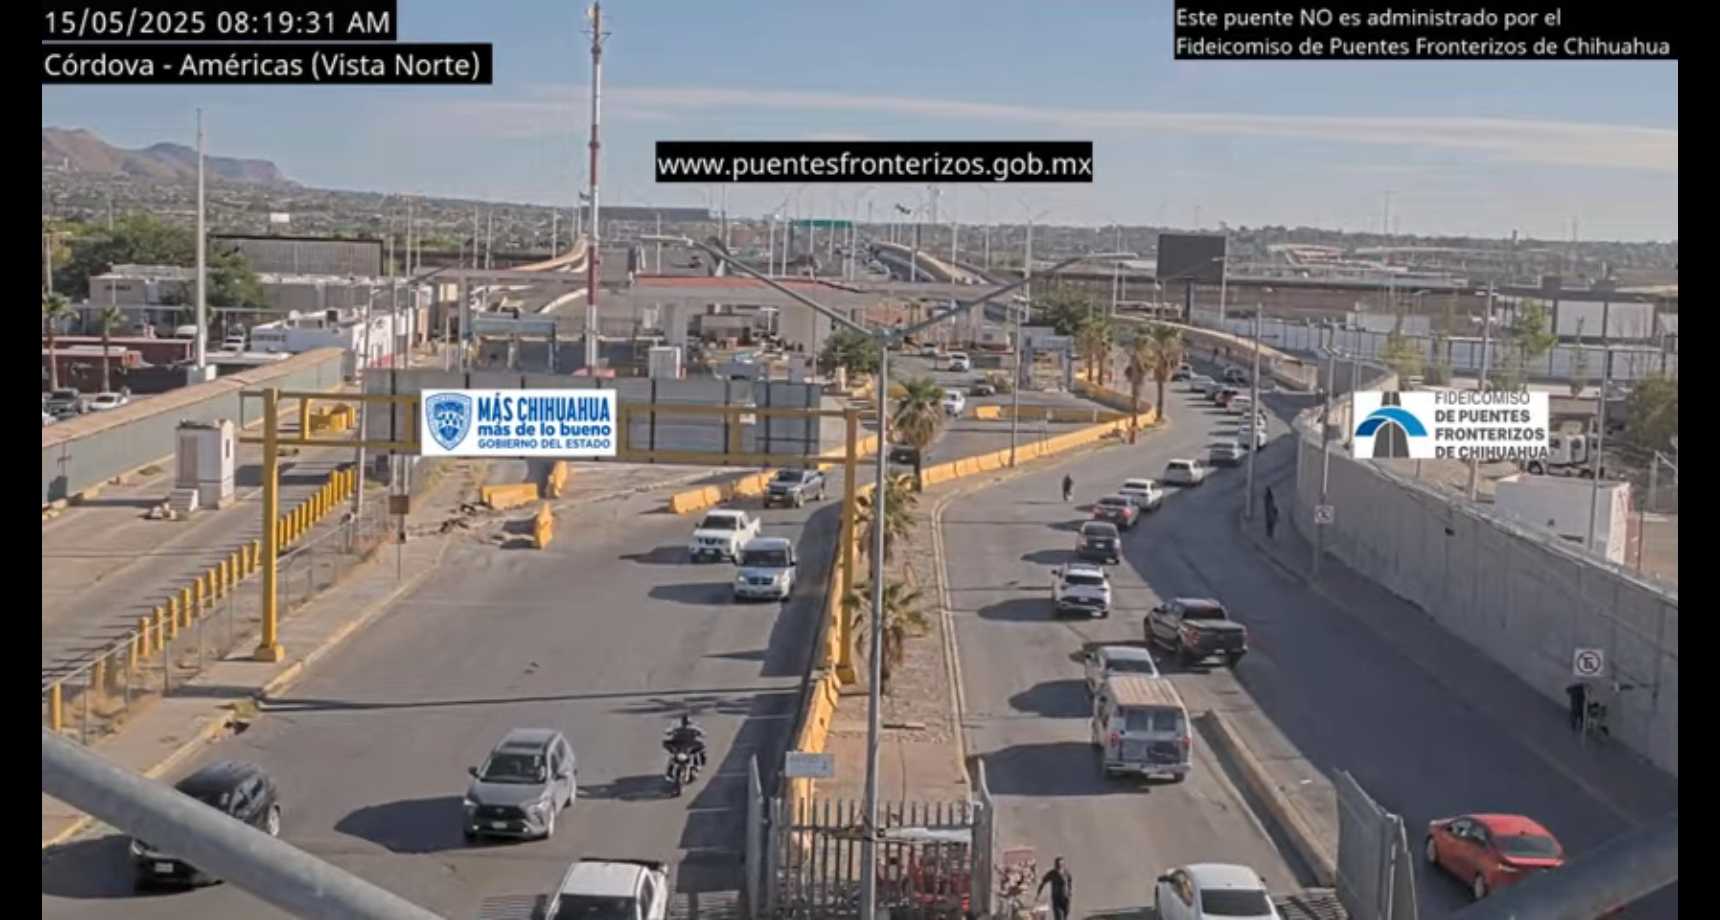 15/05/2025 08:19:31 AM
Córdova - Américas (Vista Norte)
Este puente NO es administrado por el
Fideicomiso de Puentes Fronterizos de Chihuahua
www.puentesfronterizos.gob.mx
MÁS CHIHUAHUA
más de lo bueno
GOBIERNO DEL ESTADO
FIDEICOMISO
DE PUENTES
FRONTERIZOS
DE CHIHUAHUA